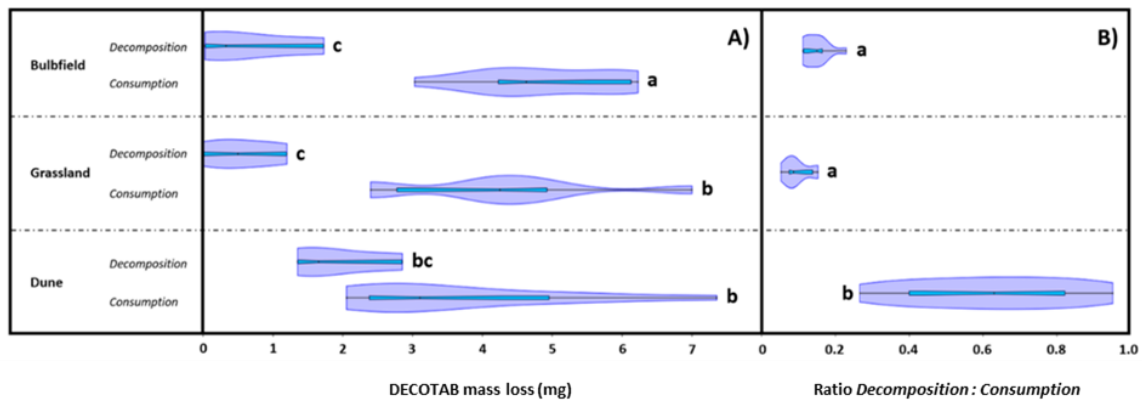 A)
B)
Bulbfield
Decomposition
c
a
Consumption
a
Grassland
Decomposition
c
a
Consumption
b
Dune
Decomposition
bc
Consumption
b
b
0 1 2 3 4 5 6 7
0 0.2 0.4 0.6 0.8 1.0
DECOTAB mass loss (mg)
Ratio Decomposition : Consumption